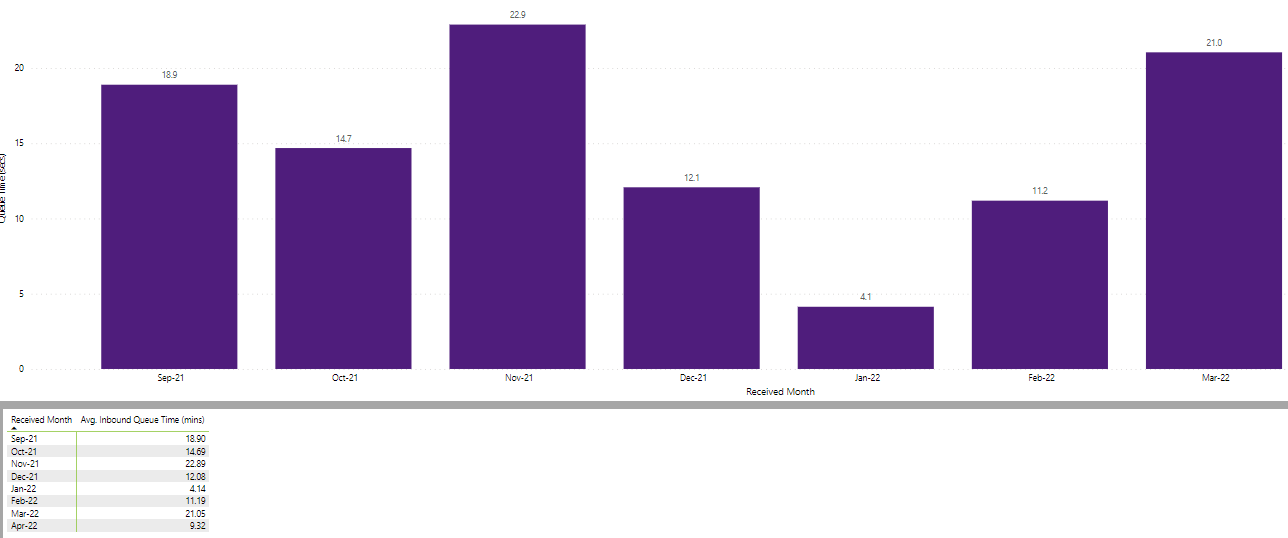 22.9
21.0
20
18.9
15
14.7
12.1
11.2
10
5
4.1
0
Queue Time (secs)
Sep-21 Oct-21 Nov-21 Dec-21 Jan-22 Feb-22 Mar-22
Received Month
Received Month Avg. Inbound Queue Time (mins)
Sep-21 18.90
Oct-21 14.69
Nov-21 22.89
Dec-21 12.08
Jan-22 4.14
Feb-22 11.19
Mar-22 21.05
Apr-22 9.32